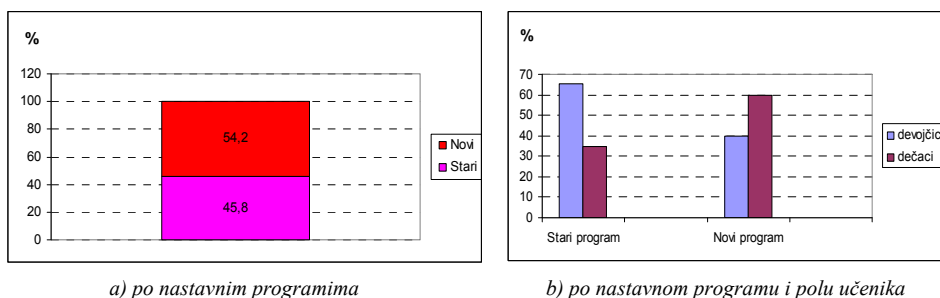 %
120
100
80
60
40
20
0
54,2
45,8
Novi
Stari
a) po nastavnim programima
%
70
60
50
40
30
20
10
0
Stari program
Novi program
devojčic
dečaci
b) po nastavnom programu i polu učenika